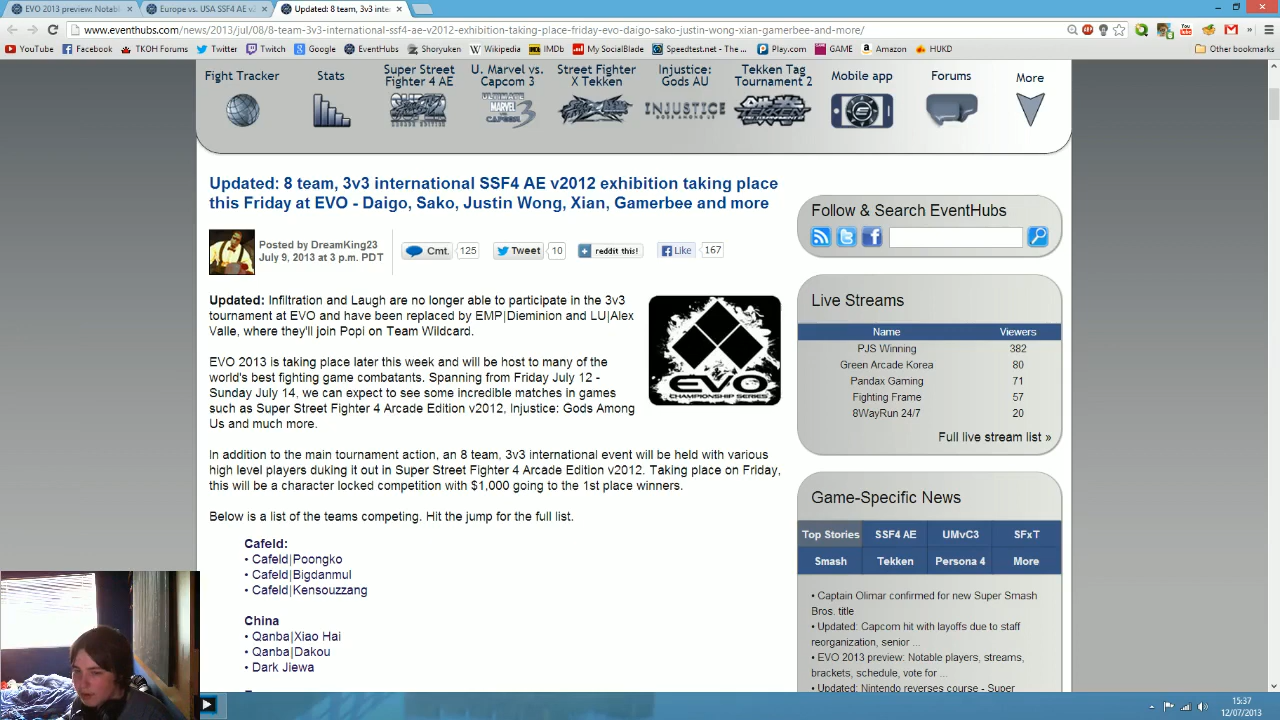 EVO 2013 preview: Notabl
Europe vs. USA SSF4 AE v
Updated: 8 team, 3v3 inter
www.eventhubs.com/news/2013/jul/08/8-team-3v3-international-ssf4-ae-v2012-exhibition-taking-place-friday-evo-daigo-sako-justin-wong-xian-gamerbee-and-more/
YouTube Facebook TKOH Forums Twitter Twitch Google EventHubs Shoryuken Wikipedia IMDb My SocialBlade Speedtest.net - The ... Play.com GAME Amazon HUKD Other bookmarks
Fight Tracker
Stats
Super Street
Fighter 4 AE
U. Marvel vs.
Capcom 3
Street Fighter
X Tekken
Injustice:
Gods AU
Tekken Tag
Tournament 2
Mobile app
Forums
More
Updated: 8 team, 3v3 international SSF4 AE v2012 exhibition taking place
this Friday at EVO - Daigo, Sako, Justin Wong, Xian, Gamerbee and more
Posted by DreamKing23
July 9, 2013 at 3 p.m. PDT
Cmt. 125 Tweet 10 reddit this! Like 167
Updated: Infiltration and Laugh are no longer able to participate in the 3v3
tournament at EVO and have been replaced by EMP|Dieminion and LU|Alex
Valle, where they'll join Popi on Team Wildcard.
EVO
CHAMPIONSHIP SERIES
EVO 2013 is taking place later this week and will be host to many of the
world's best fighting game combatants. Spanning from Friday July 12 -
Sunday July 14, we can expect to see some incredible matches in games
such as Super Street Fighter 4 Arcade Edition v2012, Injustice: Gods Among
Us and much more.
In addition to the main tournament action, an 8 team, 3v3 international event will be held with various
high level players duking it out in Super Street Fighter 4 Arcade Edition v2012. Taking place on Friday,
this will be a character locked competition with $1,000 going to the 1st place winners.
Below is a list of the teams competing. Hit the jump for the full list.
Cafeld:
• Cafeld|Poongko
• Cafeld|Bigdanmul
• Cafeld|Kensouzzang
China
• Qanba|Xiao Hai
• Qanba|Dakou
• Dark Jiewa
Follow & Search EventHubs
Live Streams
Name Viewers
PJS Winning 382
Green Arcade Korea 80
Pandax Gaming 71
Fighting Frame 57
8WayRun 24/7 20
Full live stream list »
Game-Specific News
Top Stories SSF4 AE UMvC3 SFxT
Smash Tekken Persona 4 More
• Captain Olimar confirmed for new Super Smash
Bros. title
• Updated: Capcom hit with layoffs due to staff
reorganization, senior ...
• EVO 2013 preview: Notable players, streams,
brackets, schedule, vote for ...
• Updated: Nintendo reverses course - Super
15:37
12/07/2013